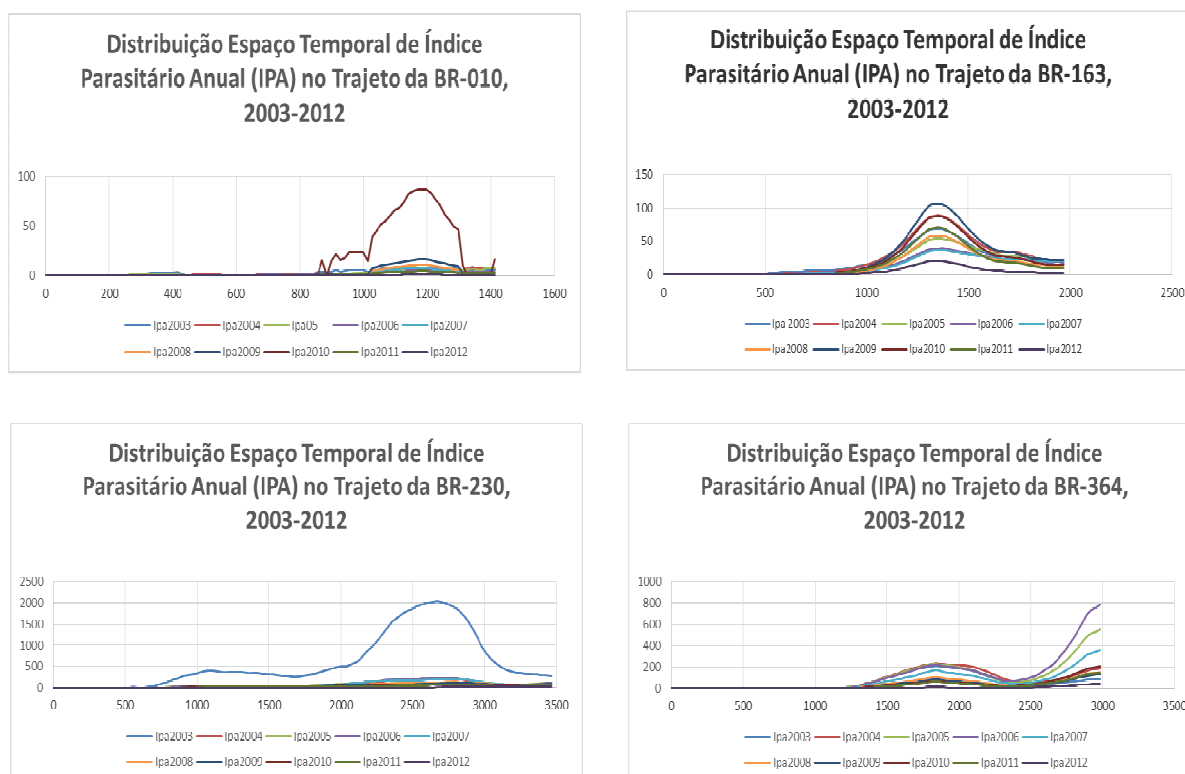 Distribuição Espaço Temporal de Índice
Parasitário Anual (IPA) no Trajeto da BR-010,
2003-2012
100
50
0
0 200 400 600 800 1000 1200 1400 1600
Ipa2003 Ipa2004 Ipa05 Ipa2006 Ipa2007
Ipa2008 Ipa2009 Ipa2010 Ipa2011 Ipa2012
Distribuição Espaço Temporal de Índice
Parasitário Anual (IPA) no Trajeto da BR-163,
2003-2012
150
100
50
0
0 500 1000 1500 2000 2500
Ipa 2003 Ipa2004 Ipa2005 Ipa2006 Ipa2007
Ipa2008 Ipa2009 Ipa2010 Ipa2011 Ipa2012
Distribuição Espaço Temporal de Índice
Parasitário Anual (IPA) no Trajeto da BR-230,
2003-2012
2500
2000
1500
1000
500
0
0 500 1000 1500 2000 2500 3000 3500
Ipa2003 Ipa2004 Ipa2005 Ipa2006 Ipa2007
Ipa2008 Ipa2009 Ipa2010 Ipa2011 Ipa2012
Distribuição Espaço Temporal de Índice
Parasitário Anual (IPA) no Trajeto da BR-364,
2003-2012
1000
800
600
400
200
0
0 500 1000 1500 2000 2500 3000 3500
Ipa2003 Ipa2004 Ipa2005 Ipa2006 Ipa2007
Ipa2008 Ipa2009 Ipa2010 Ipa2011 Ipa2012